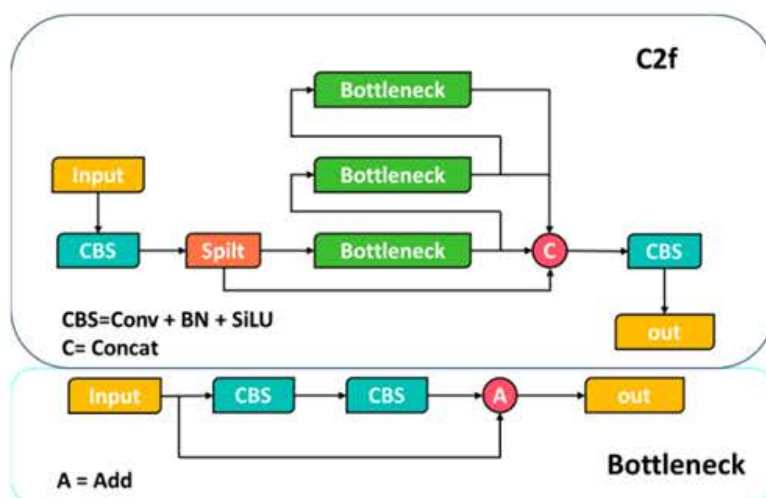 C2f
Bottleneck
Input
Bottleneck
CBS
Spilt
Bottleneck
C
CBS
CBS=Conv + BN + SiLU
C= Concat
out
Input
CBS
CBS
A
out
A = Add
Bottleneck